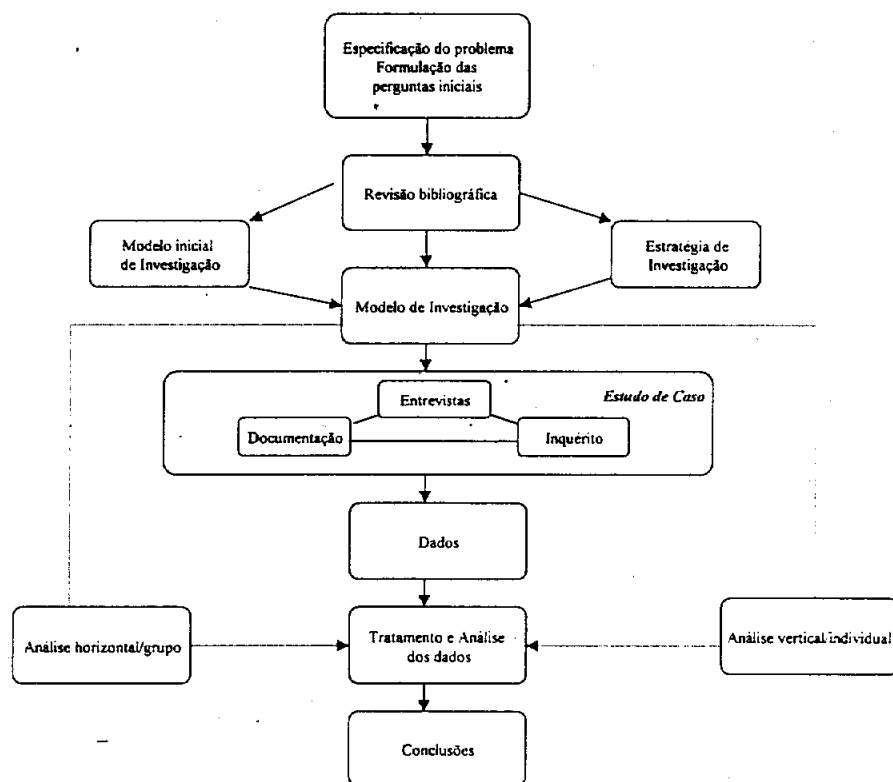 Especificação do problema
Formulação das
perguntas iniciais
Revisão bibliográfica
Modelo inicial
de Investigação
Estratégia de
Investigação
Modelo de Investigação
Entrevistas
Estudo de Caso
Documentação
Inquérito
Dados
Análise horizontal/grupo
Tratamento e Análise
dos dados
Análise vertical/individual
Conclusões